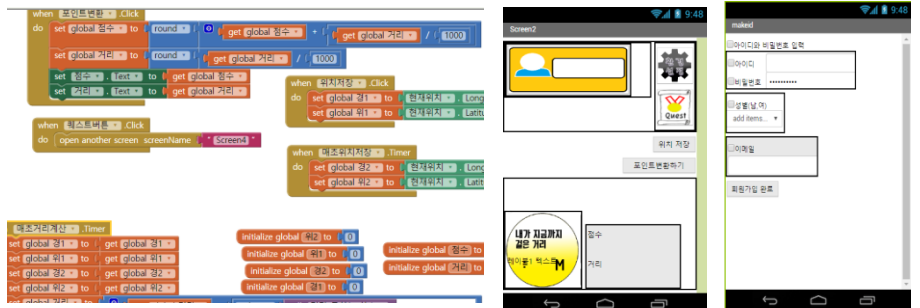 when 포인트변환 .Click
do set global 점수 to round get global 점수 + get global 거리 / 1000
set global 거리 to round get global 거리 / 1000
set 점수 . Text to get global 점수
set 거리 . Text to get global 거리
when 퀘스트버튼 .Click
do open another screen screenName " Screen4 "
when 위치저장 .Click
do set global 경1 to 현재위치 . Long
set global 위1 to 현재위치 . Latitu
when 매초위치저장 .Timer
do set global 경2 to 현재위치 . Long
set global 위2 to 현재위치 . Latit
매초거리계산 .Timer
set global 경1 to get global 경1
set global 위1 to get global 위1
set global 경2 to get global 경2
set global 위2 to get global 위2
initialize global 위2 to 0
initialize global 위1 to 0
initialize global 경2 to 0
initialize global 경1 to 0
initialize global 점수 to
initialize global 거리 to
9:48
Screen2
Quest
위치 저장
포인트변환하기
내가 지금까지
걸은 거리
레이블1 텍스트 M
점수
거리
9:48
makeid
아이디와 비밀번호 입력
아이디
비밀번호 ••••••••••
성별(남,여)
add items...
이메일
회원가입 완료